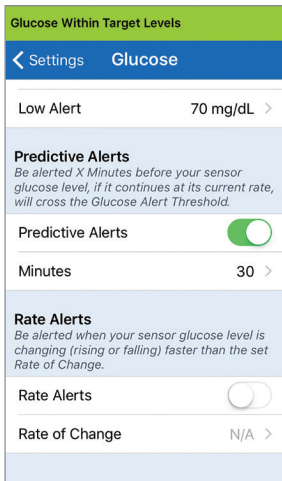 Glucose Within Target Levels
Settings Glucose
Low Alert 70 mg/dL
Predictive Alerts
Be alerted X Minutes before your sensor
glucose level, if it continues at its current rate,
will cross the Glucose Alert Threshold.
Predictive Alerts
Minutes 30
Rate Alerts
Be alerted when your sensor glucose level is
changing (rising or falling) faster than the set
Rate of Change.
Rate Alerts
Rate of Change N/A